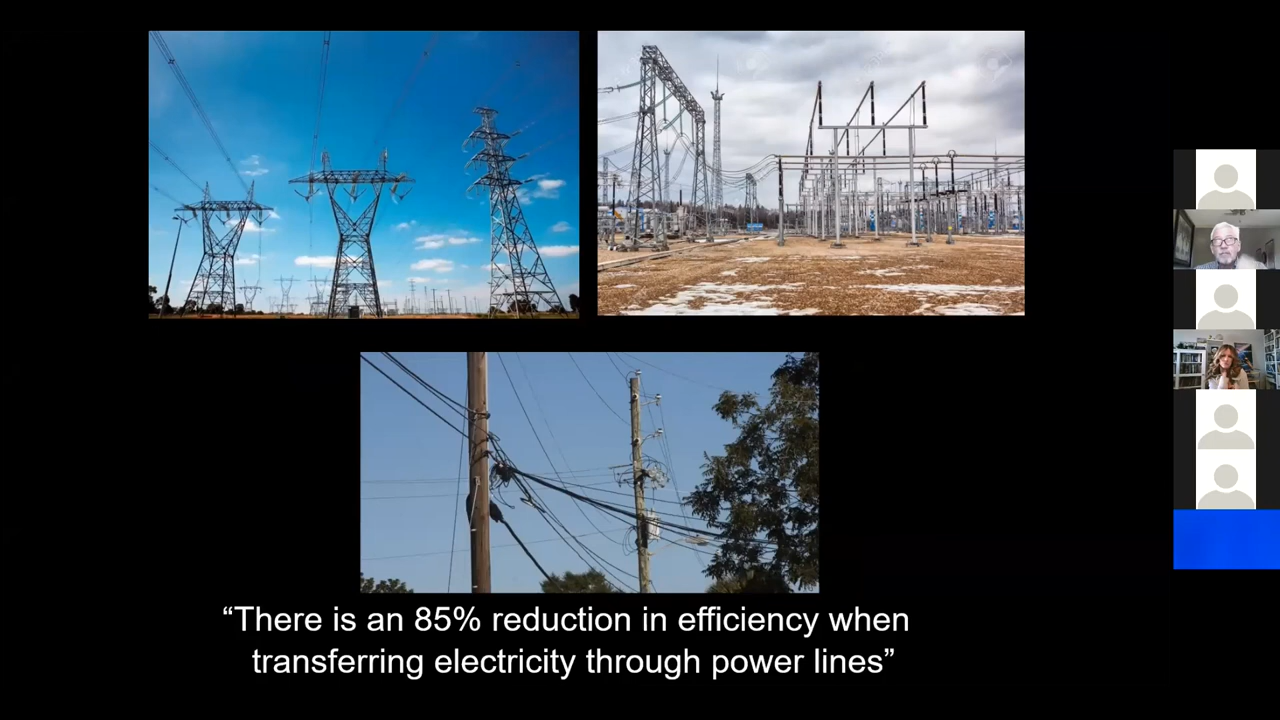 “There is an 85% reduction in efficiency when
transferring electricity through power lines”